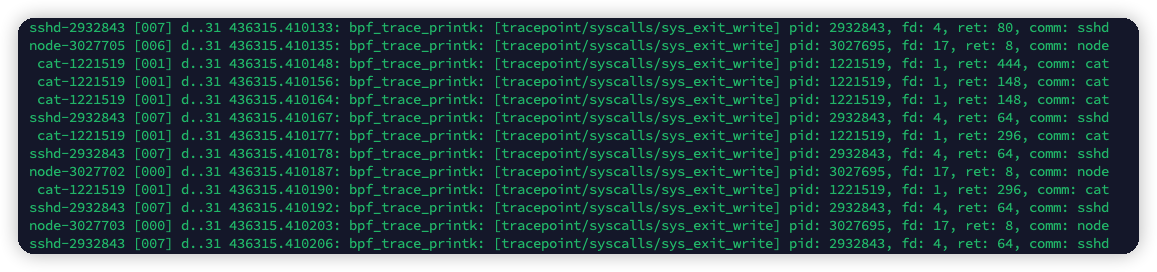 sshd-2932843 [007] d..31 436315.410133: bpf_trace_printk: [tracepoint/syscalls/sys_exit_write] pid: 2932843, fd: 4, ret: 80, comm: sshd
node-3027705 [006] d..31 436315.410135: bpf_trace_printk: [tracepoint/syscalls/sys_exit_write] pid: 3027695, fd: 17, ret: 8, comm: node
cat-1221519 [001] d..31 436315.410148: bpf_trace_printk: [tracepoint/syscalls/sys_exit_write] pid: 1221519, fd: 1, ret: 444, comm: cat
cat-1221519 [001] d..31 436315.410156: bpf_trace_printk: [tracepoint/syscalls/sys_exit_write] pid: 1221519, fd: 1, ret: 148, comm: cat
cat-1221519 [001] d..31 436315.410164: bpf_trace_printk: [tracepoint/syscalls/sys_exit_write] pid: 1221519, fd: 1, ret: 148, comm: cat
sshd-2932843 [007] d..31 436315.410167: bpf_trace_printk: [tracepoint/syscalls/sys_exit_write] pid: 2932843, fd: 4, ret: 64, comm: sshd
cat-1221519 [001] d..31 436315.410177: bpf_trace_printk: [tracepoint/syscalls/sys_exit_write] pid: 1221519, fd: 1, ret: 296, comm: cat
sshd-2932843 [007] d..31 436315.410178: bpf_trace_printk: [tracepoint/syscalls/sys_exit_write] pid: 2932843, fd: 4, ret: 64, comm: sshd
node-3027702 [000] d..31 436315.410187: bpf_trace_printk: [tracepoint/syscalls/sys_exit_write] pid: 3027695, fd: 17, ret: 8, comm: node
cat-1221519 [001] d..31 436315.410190: bpf_trace_printk: [tracepoint/syscalls/sys_exit_write] pid: 1221519, fd: 1, ret: 296, comm: cat
sshd-2932843 [007] d..31 436315.410192: bpf_trace_printk: [tracepoint/syscalls/sys_exit_write] pid: 2932843, fd: 4, ret: 64, comm: sshd
node-3027703 [000] d..31 436315.410203: bpf_trace_printk: [tracepoint/syscalls/sys_exit_write] pid: 3027695, fd: 17, ret: 8, comm: node
sshd-2932843 [007] d..31 436315.410206: bpf_trace_printk: [tracepoint/syscalls/sys_exit_write] pid: 2932843, fd: 4, ret: 64, comm: sshd